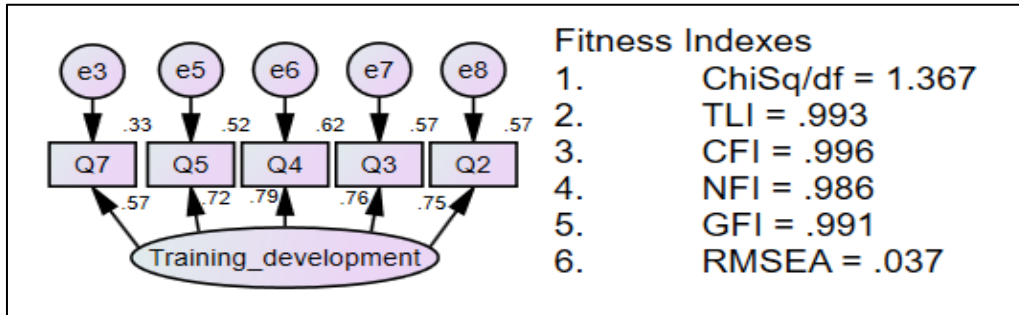 e3 e5 e6 e7 e8
.33 .52 .62 .57 .57
Q7 Q5 Q4 Q3 Q2
.57 .72 .79 .76 .75
Training_development
Fitness Indexes
1. ChiSq/df = 1.367
2. TLI = .993
3. CFI = .996
4. NFI = .986
5. GFI = .991
6. RMSEA = .037